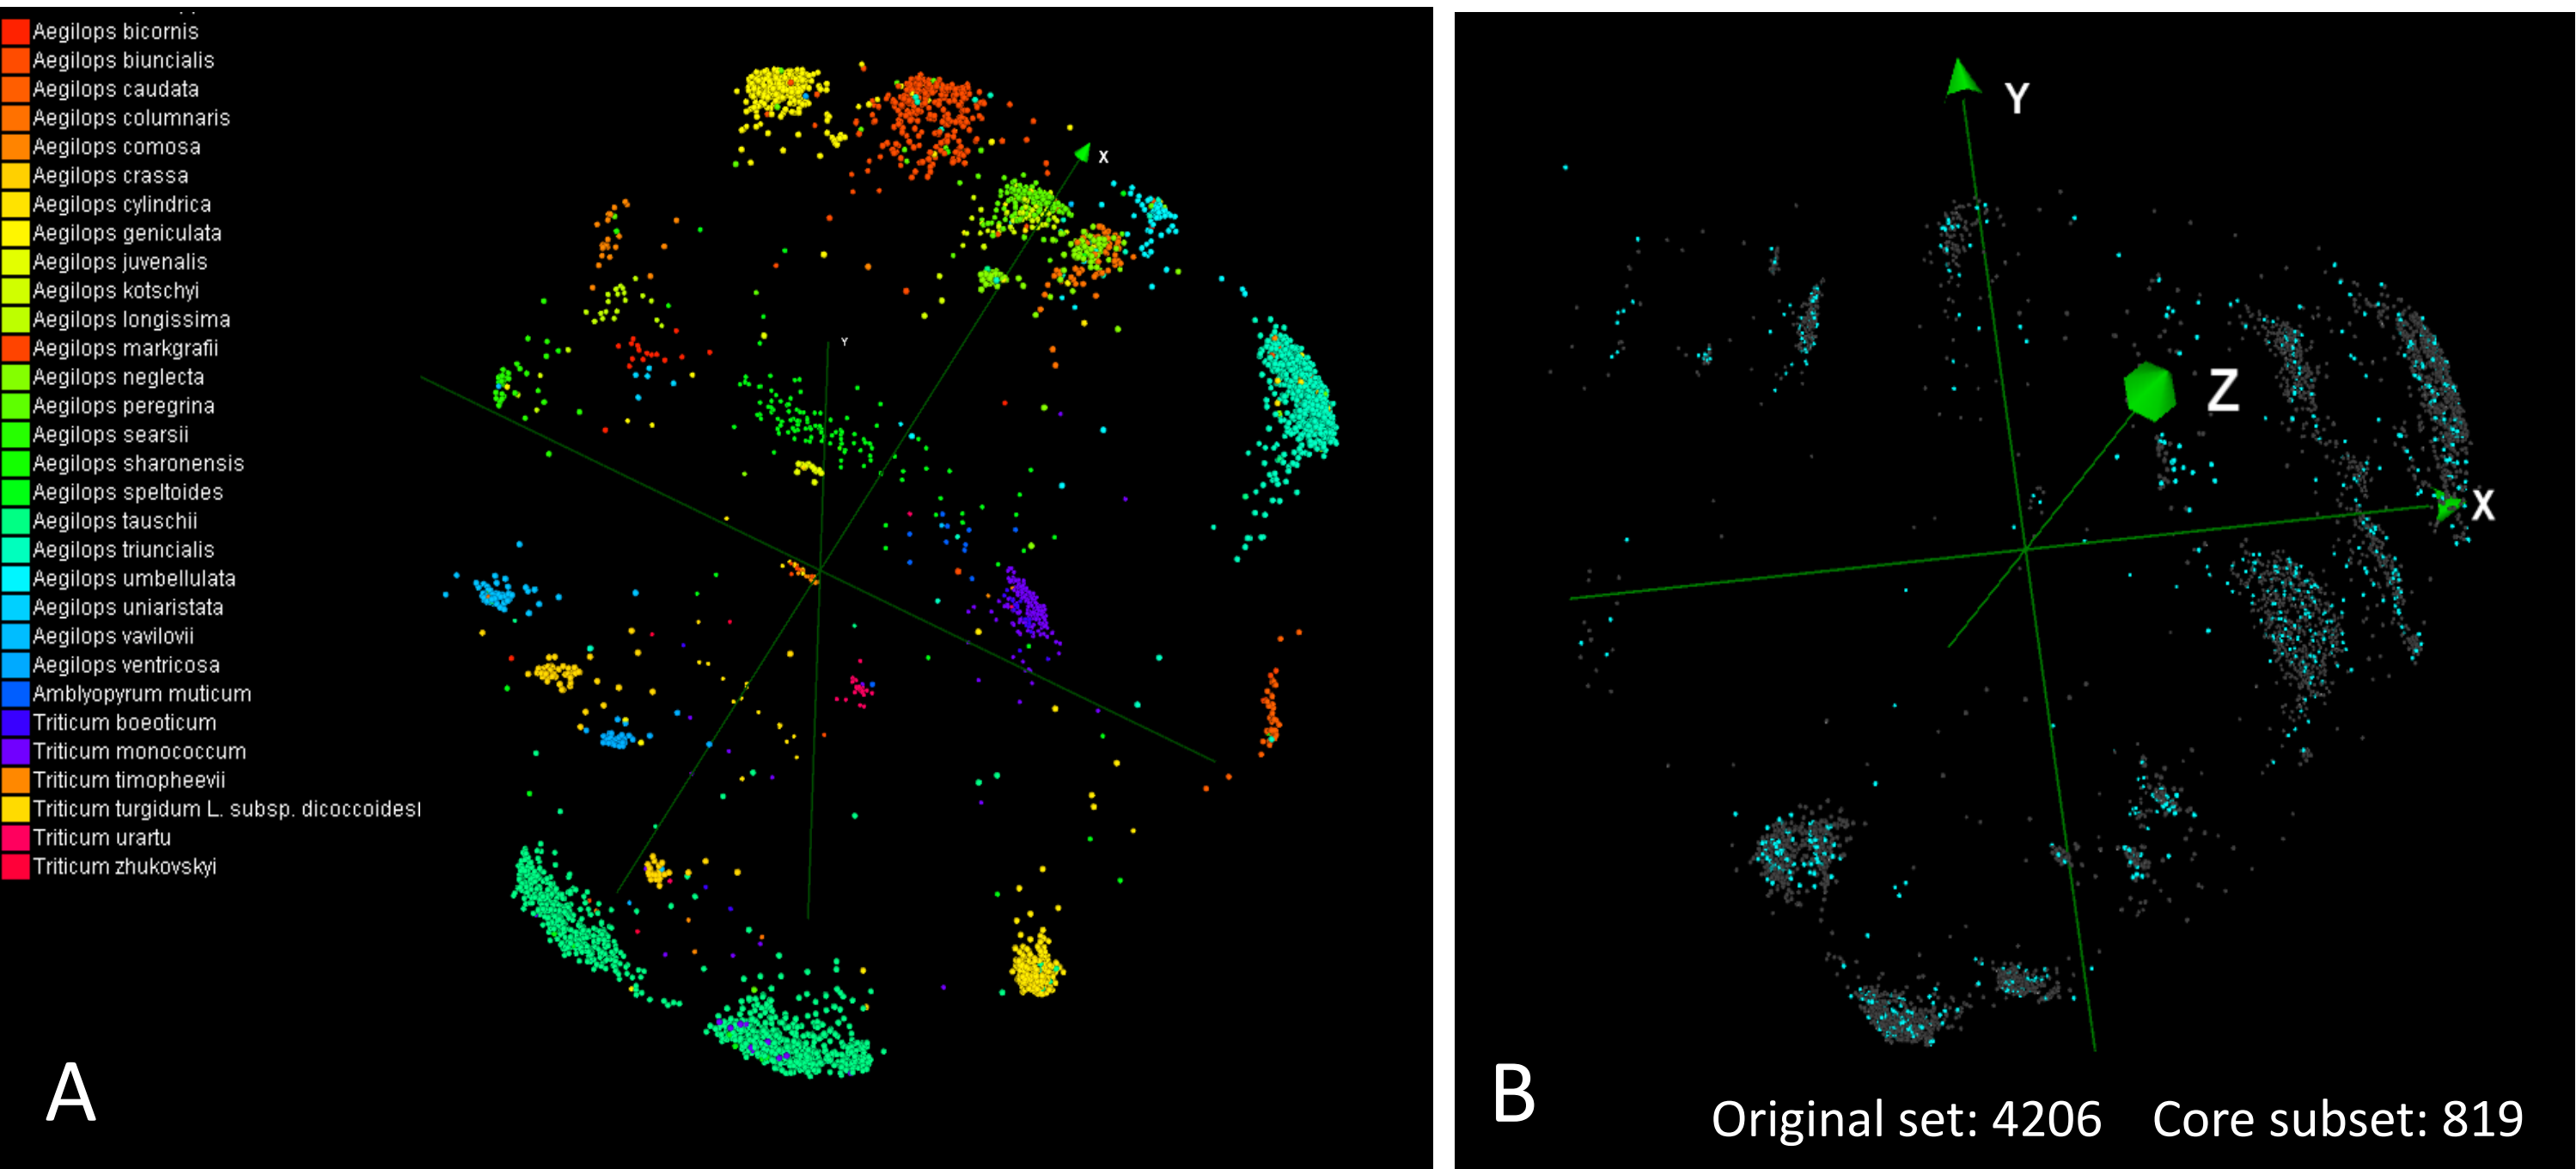 Aegilops bicornis
Aegilops biuncialis
Aegilops caudata
Aegilops columnaris
Aegilops comosa
Aegilops crassa
Aegilops cylindrica
Aegilops geniculata
Aegilops juvenalis
Aegilops kotschyi
Aegilops longissima
Aegilops markgrafii
Aegilops neglecta
Aegilops peregrina
Aegilops searsii
Aegilops sharonensis
Aegilops speltoides
Aegilops tauschii
Aegilops triuncialis
Aegilops umbellulata
Aegilops uniaristata
Aegilops vavilovii
Aegilops ventricosa
Amblyopyrum muticum
Triticum boeoticum
Triticum monococcum
Triticum timopheevii
Triticum turgidum L. subsp. dicoccoidesl
Triticum urartu
Triticum zhukovskyi
X
Y
A
Y
Z
X
B
Original set: 4206 Core subset: 819